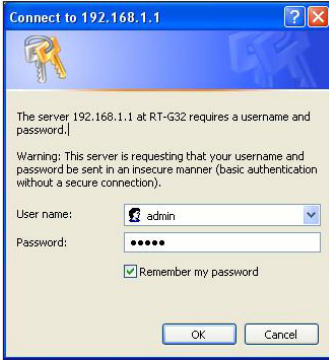 Connect to 192.168.1.1
The server 192.168.1.1 at RT-G32 requires a username and
password.
Warning: This server is requesting that your username and
password be sent in an insecure manner (basic authentication
without a secure connection).
User name:
admin
Password:
•••••
Remember my password
OK
Cancel